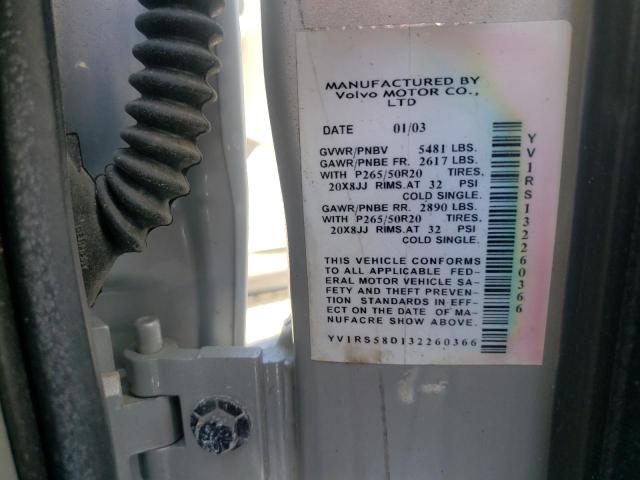 MANUFACTURED BY
Volvo MOTOR CO.,
LTD
DATE 01/03
GVWR/PNBV 5481 LBS.
GAWR/PNBE FR. 2617 LBS.
WITH P265/50R20 TIRES.
20X8JJ RIMS.AT 32 PSI
COLD SINGLE.
GAWR/PNBE RR. 2890 LBS.
WITH P265/50R20 TIRES.
20X8JJ RIMS.AT 32 PSI
COLD SINGLE.
THIS VEHICLE CONFORMS
TO ALL APPLICABLE FED-
ERAL MOTOR VEHICLE SA-
FETY AND THEFT PREVEN-
TION STANDARDS IN EFF-
ECT ON THE DATE OF MA-
NUFACRE SHOW ABOVE.
YV1RS58D132260366
YV1RS132260366